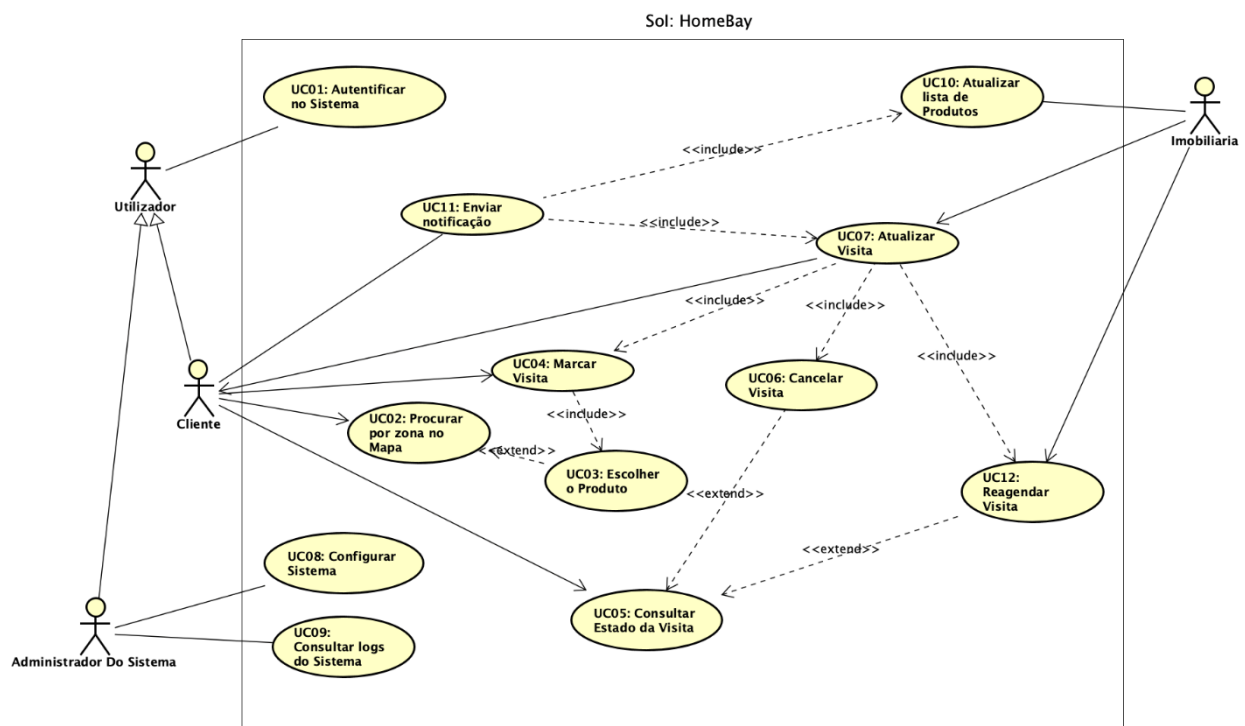 Sol: HomeBay
UC01: Autentificar
no Sistema
UC10: Atualizar
lista de
Produtos
Imobiliaria
<<include>>
Utilizador
UC11: Enviar
notificação
<<include>>
UC07: Atualizar
Visita
<<include>>
<<include>>
UC04: Marcar
Visita
UC06: Cancelar
Visita
<<include>>
Cliente
UC02: Procurar
por zona no
Mapa
<<include>>
<<extend>>
UC03: Escolher
o Produto
UC12:
Reagendar
Visita
<<extend>>
<<extend>>
UC08: Configurar
Sistema
UC05: Consultar
Estado da Visita
UC09:
Consultar logs
do Sistema
Administrador Do Sistema